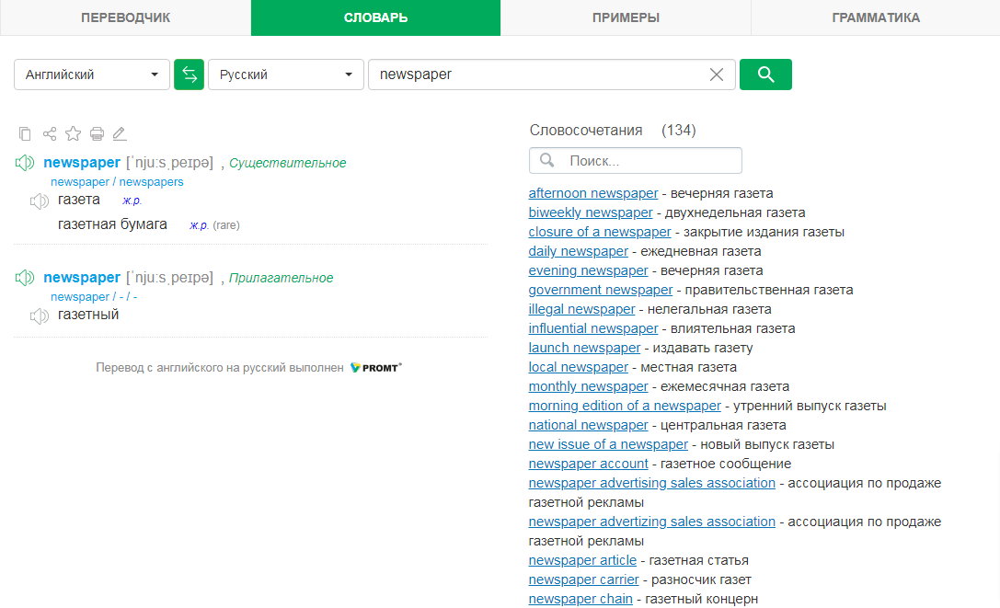 ПЕРЕВОДЧИК СЛОВАРЬ ПРИМЕРЫ ГРАММАТИКА
Английский Русский newspaper
newspaper [ˈnjuːsˌpeɪpə] , Существительное
newspaper / newspapers
газета ж.р.
газетная бумага ж.р. (rare)
newspaper [ˈnjuːsˌpeɪpə] , Прилагательное
newspaper / - / -
газетный
Перевод с английского на русский выполнен PROMT®
Словосочетания (134)
Поиск...
afternoon newspaper - вечерняя газета
biweekly newspaper - двухнедельная газета
closure of a newspaper - закрытие издания газеты
daily newspaper - ежедневная газета
evening newspaper - вечерняя газета
government newspaper - правительственная газета
illegal newspaper - нелегальная газета
influential newspaper - влиятельная газета
launch newspaper - издавать газету
local newspaper - местная газета
monthly newspaper - ежемесячная газета
morning edition of a newspaper - утренний выпуск газеты
national newspaper - центральная газета
new issue of a newspaper - новый выпуск газеты
newspaper account - газетное сообщение
newspaper advertising sales association - ассоциация по продаже
газетной рекламы
newspaper advertizing sales association - ассоциация по продаже
газетной рекламы
newspaper article - газетная статья
newspaper carrier - разносчик газет
newspaper chain - газетный концерн